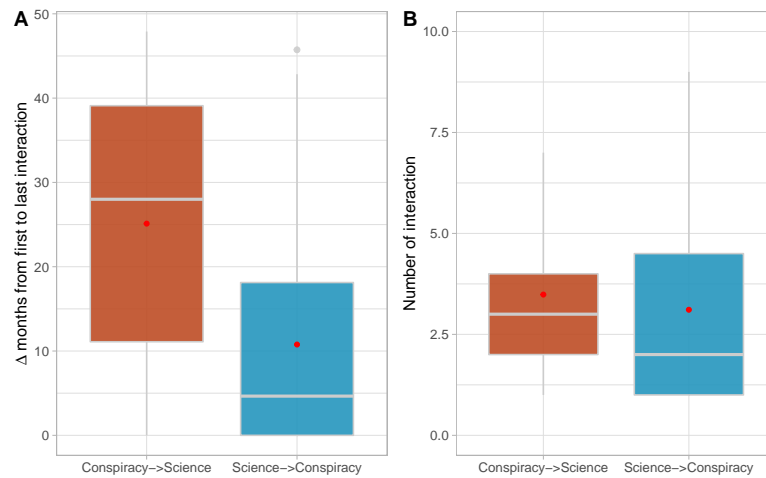 A
Δ months from first to last interaction
50
40
30
20
10
0
Conspiracy->Science
Science->Conspiracy
B
Number of interaction
10.0
7.5
5.0
2.5
0.0
Conspiracy->Science
Science->Conspiracy